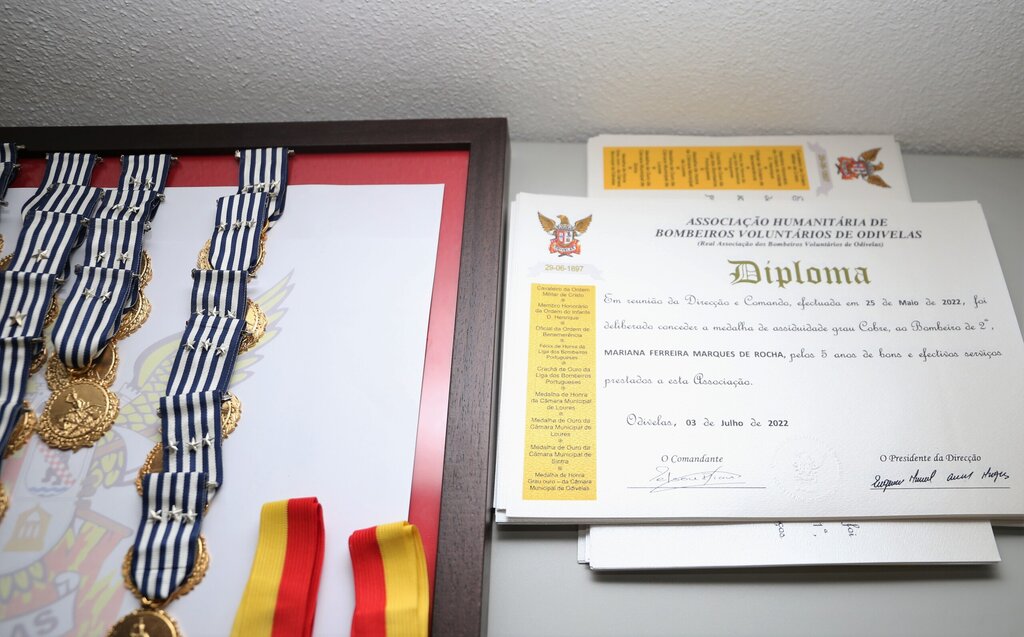 ASSOCIAÇÃO HUMANITÁRIA DE
BOMBEIROS VOLUNTÁRIOS DE ODIVELAS
(Real Associação dos Bombeiros Voluntários de Odivelas)
29-06-1897
Diploma
Cavaleiro da Ordem
Militar de Cristo
Membro Honorário
da Ordem do Infante
D. Henrique
Oficial da Ordem de
Benemerência
Fénix de Honra da
Liga dos Bombeiros
Portugueses
Crachá de Ouro da
Liga dos Bombeiros
Portugueses
Medalha de Honra
da Câmara Municipal
de Loures
Medalha de Ouro da
Câmara Municipal de
Loures
Medalha de Ouro da
Câmara Municipal de
Sintra
Medalha de Honra
Grau ouro – da Câmara
Municipal de Odivelas
Em reunião da Direcção e Comando, efectuada em 25 de Maio de 2022, foi
deliberado conceder a medalha de assiduidade grau Cobre, ao Bombeiro de 2ª,
MARIANA FERREIRA MARQUES DE ROCHA, pelos 5 anos de bons e efectivos serviços
prestados a esta Associação.
Odivelas, 03 de Julho de 2022
O Comandante
O Presidente da Direcção
foi
1ª,
AS